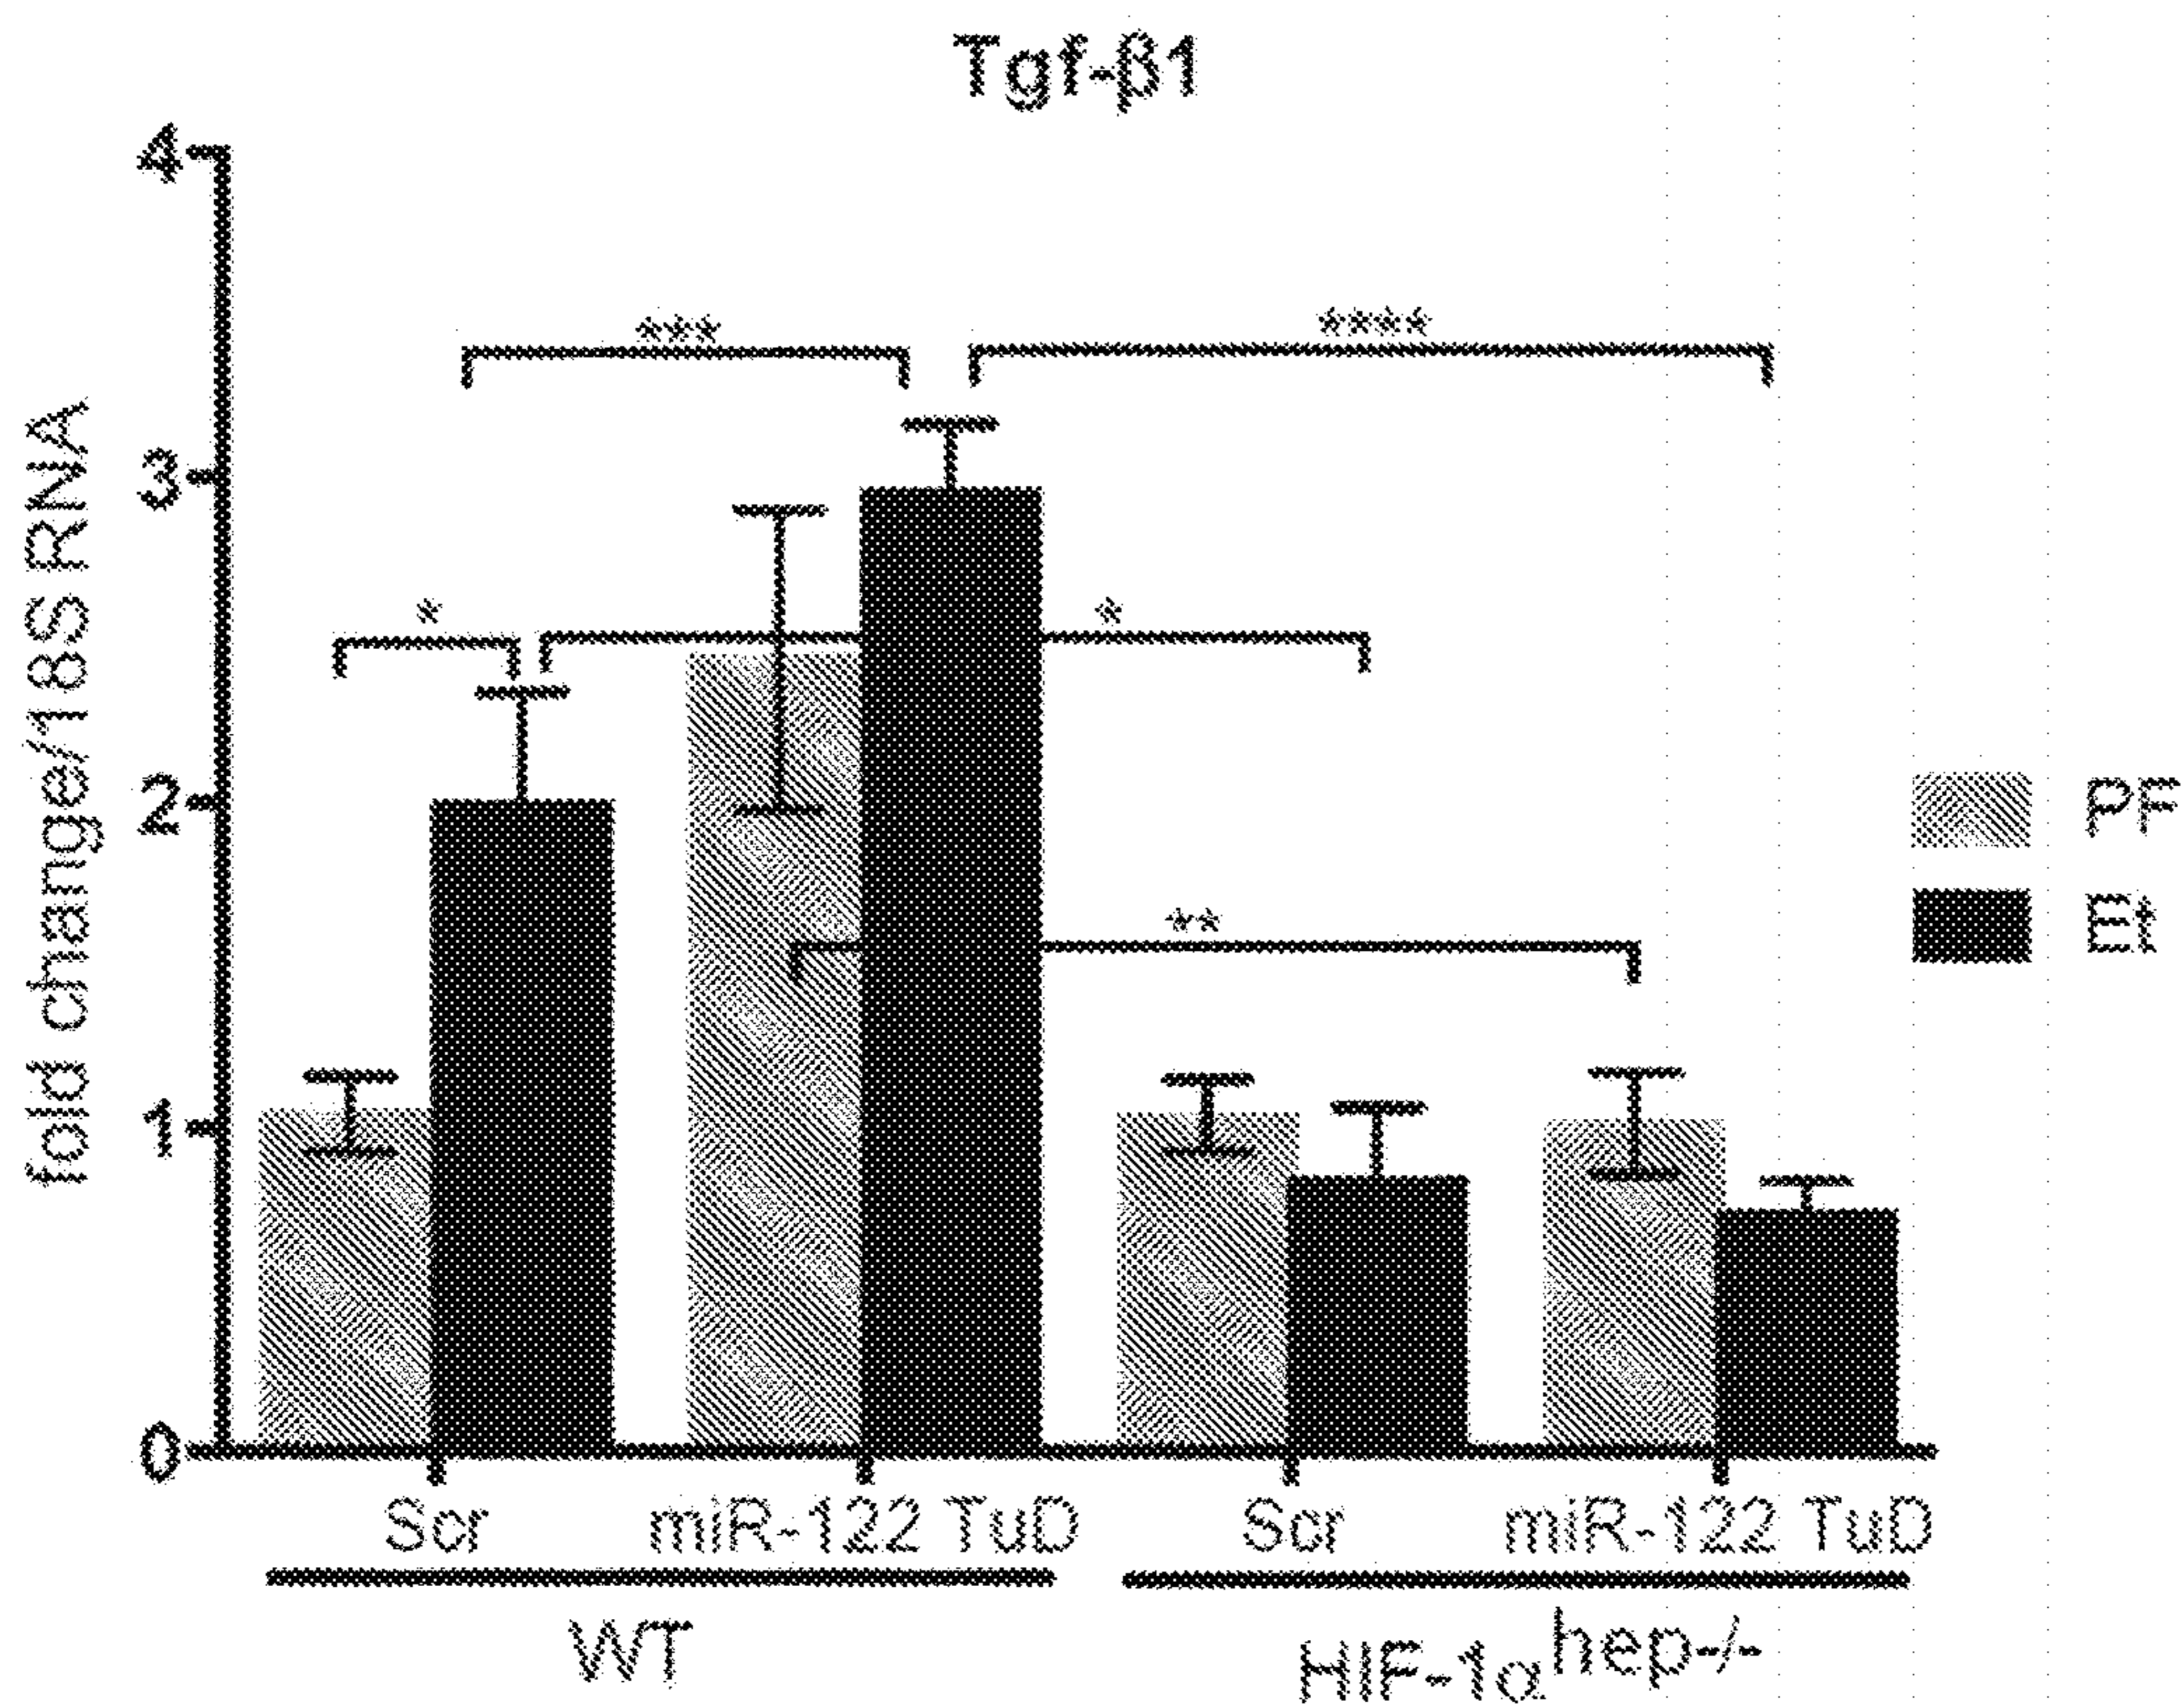 Tgf-β1
fold change/18S RNA
4
3
2
1
0
***
****
*
*
**
PF
Et
Scr
miR-122 TuD
Scr
miR-122 TuD
WT
HIF-1α hep-/-